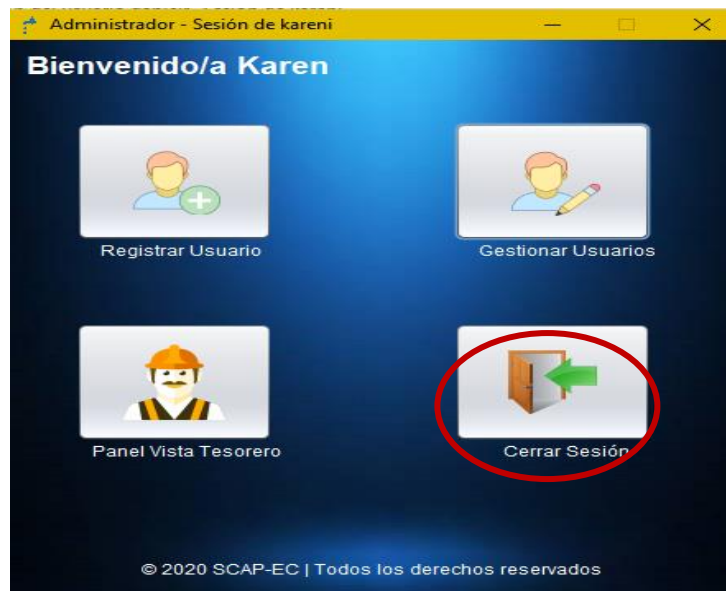 Administrador - Sesión de kareni
Bienvenido/a Karen
Registrar Usuario
Gestionar Usuarios
Panel Vista Tesorero
Cerrar Sesión
© 2020 SCAP-EC | Todos los derechos reservados